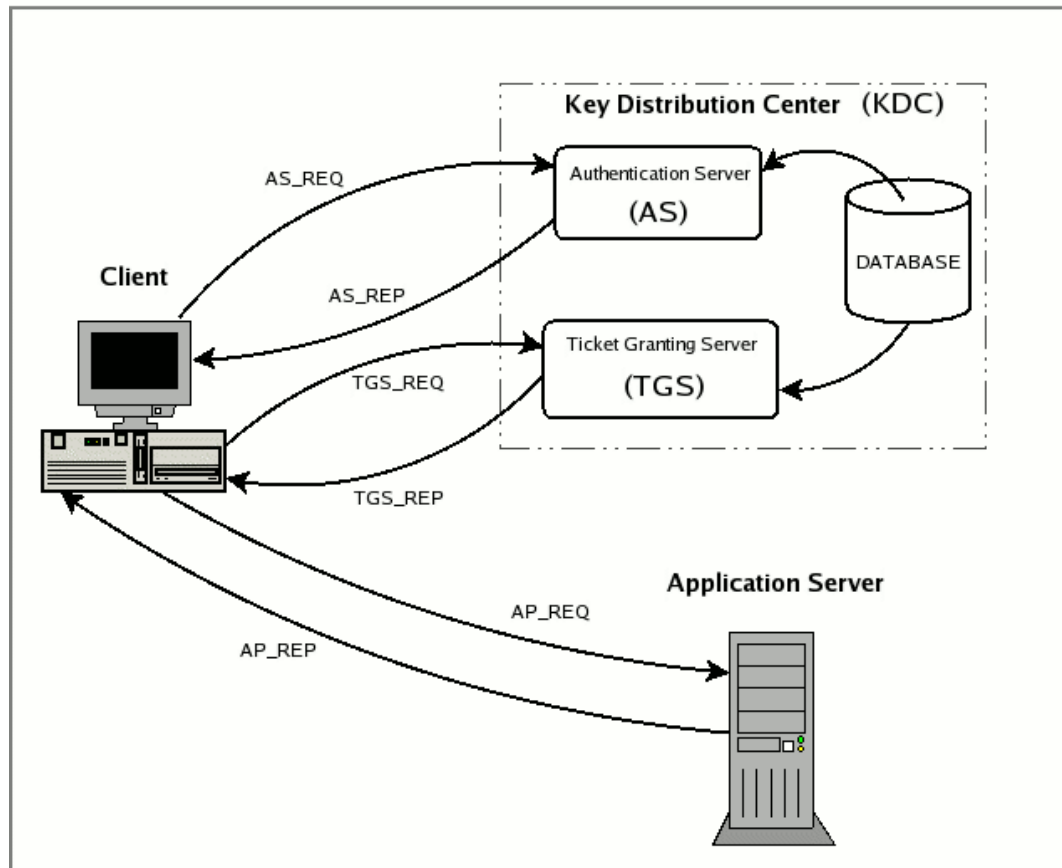 Key Distribution Center (KDC)
AS_REQ
Authentication Server
(AS)
DATABASE
Client
AS_REP
Ticket Granting Server
(TGS)
TGS_REQ
TGS_REP
Application Server
AP_REQ
AP_REP